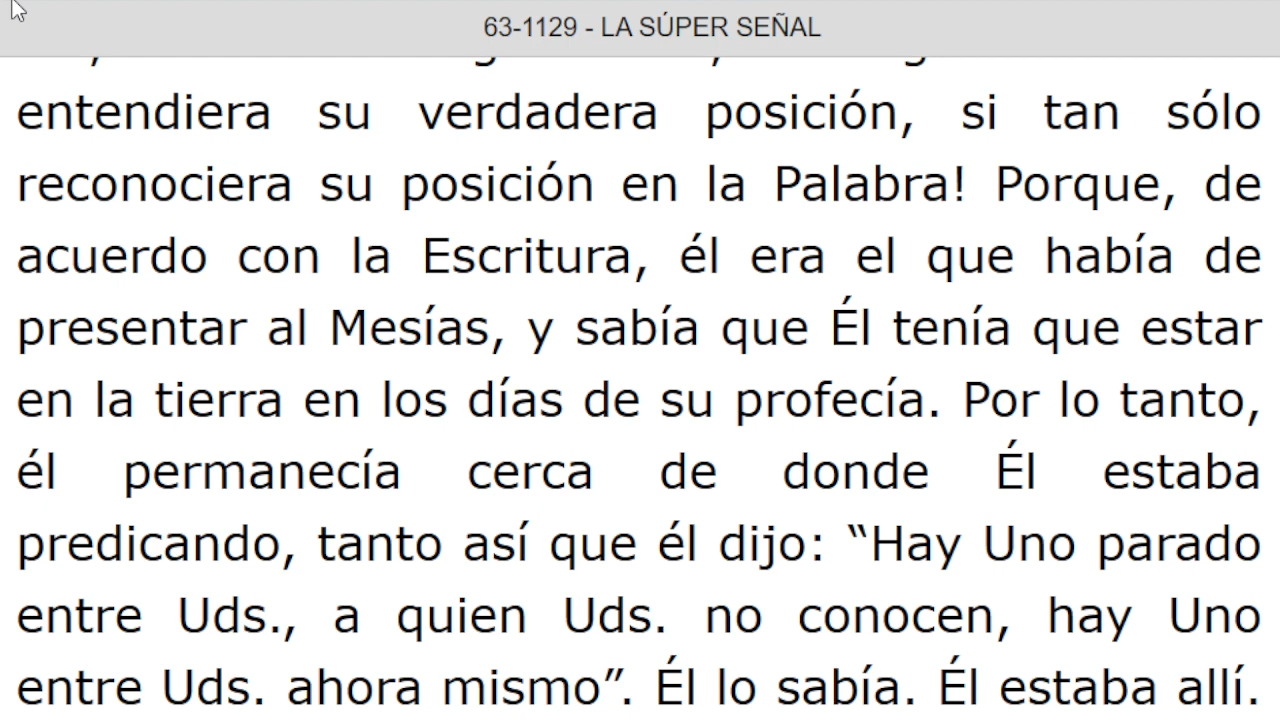 63-1129 - LA SÚPER SEÑAL
entendiera su verdadera posición, si tan sólo
reconociera su posición en la Palabra! Porque, de
acuerdo con la Escritura, él era el que había de
presentar al Mesías, y sabía que Él tenía que estar
en la tierra en los días de su profecía. Por lo tanto,
él permanecía cerca de donde Él estaba
predicando, tanto así que él dijo: “Hay Uno parado
entre Uds., a quien Uds. no conocen, hay Uno
entre Uds. ahora mismo”. Él lo sabía. Él estaba allí.